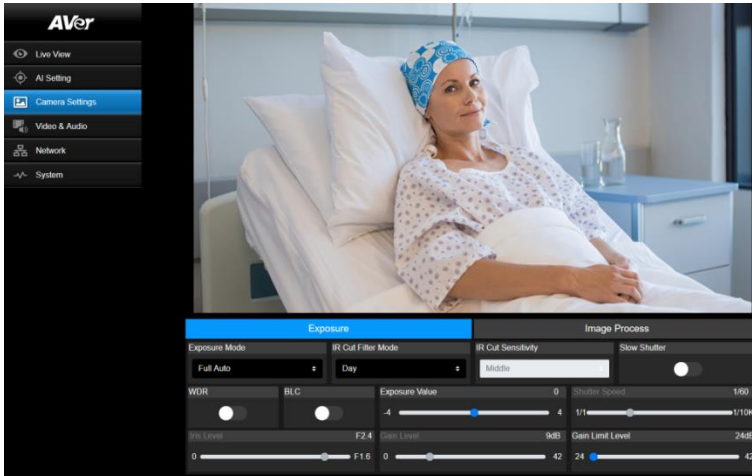 AVer
Live View
AI Setting
Camera Settings
Video & Audio
Network
System
Exposure Image Process
Exposure Mode IR Cut Filter Mode IR Cut Sensitivity Slow Shutter
Full Auto Day Middle
WDR BLC Exposure Value 0 Shutter Speed 1/60
-4 4 1/1 1/10K
Iris Level F2.4 Gain Level 9dB Gain Limit Level 24dB
0 F1.6 0 42 24 42